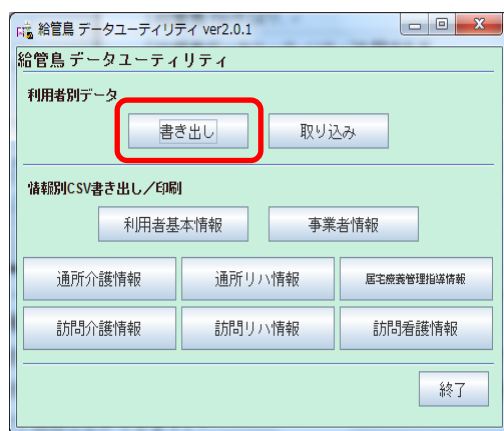 給管鳥 データユーティリティ ver2.0.1
給管鳥 データユーティリティ
利用者別データ
書き出し 取り込み
情報別CSV書き出し／印刷
利用者基本情報 事業者情報
通所介護情報 通所リハ情報 居宅療養管理指導情報
訪問介護情報 訪問リハ情報 訪問看護情報
終了